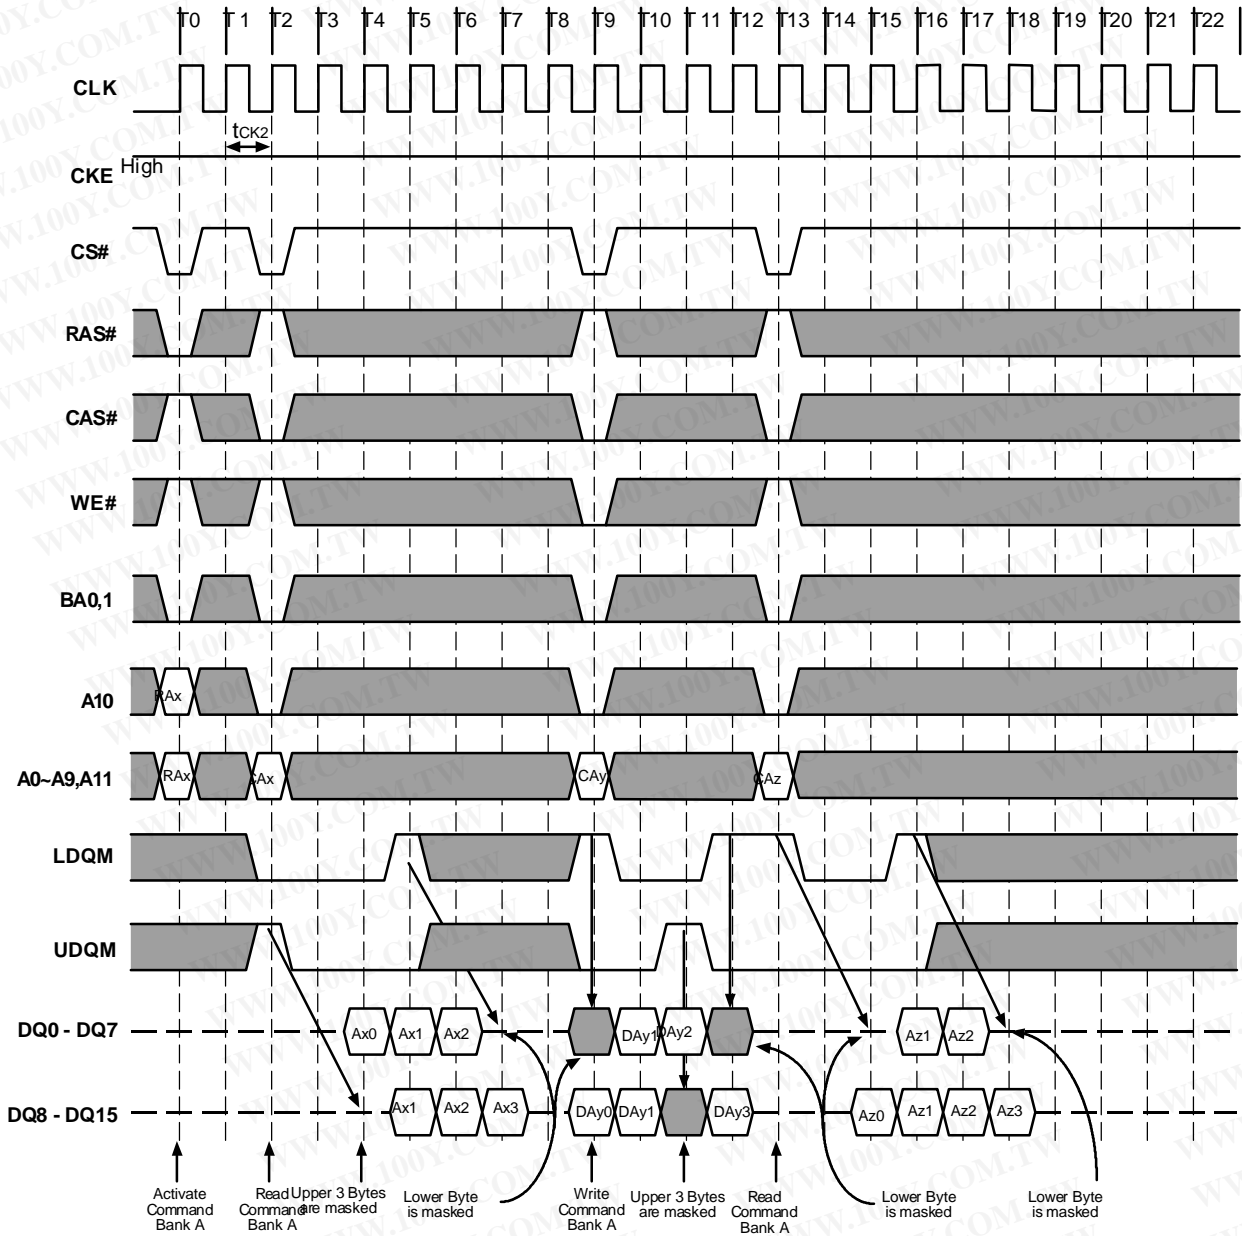 T0 T1 T2 T3 T4 T5 T6 T7 T8 T9 T10 T11 T12 T13 T14 T15 T16 T17 T18 T19 T20 T21 T22
CLK
tCK2
CKE High
CS#
RAS#
CAS#
WE#
BA0,1
A10 RAx
A0~A9,A11 RAx CAx CAy CAz
LDQM
UDQM
DQ0 - DQ7 Ax0 Ax1 Ax2 DAy1 DAy2 Az1 Az2
DQ8 - DQ15 Ax1 Ax2 Ax3 DAy0 DAy1 DAy3 Az0 Az1 Az2 Az3
Activate
Command
Bank A
Read
Command
Bank A
Upper 3 Bytes
are masked
Lower Byte
is masked
Write
Command
Bank A
Upper 3 Bytes
are masked
Read
Command
Bank A
Lower Byte
is masked
Lower Byte
is masked
WWW.100Y.COM.TW